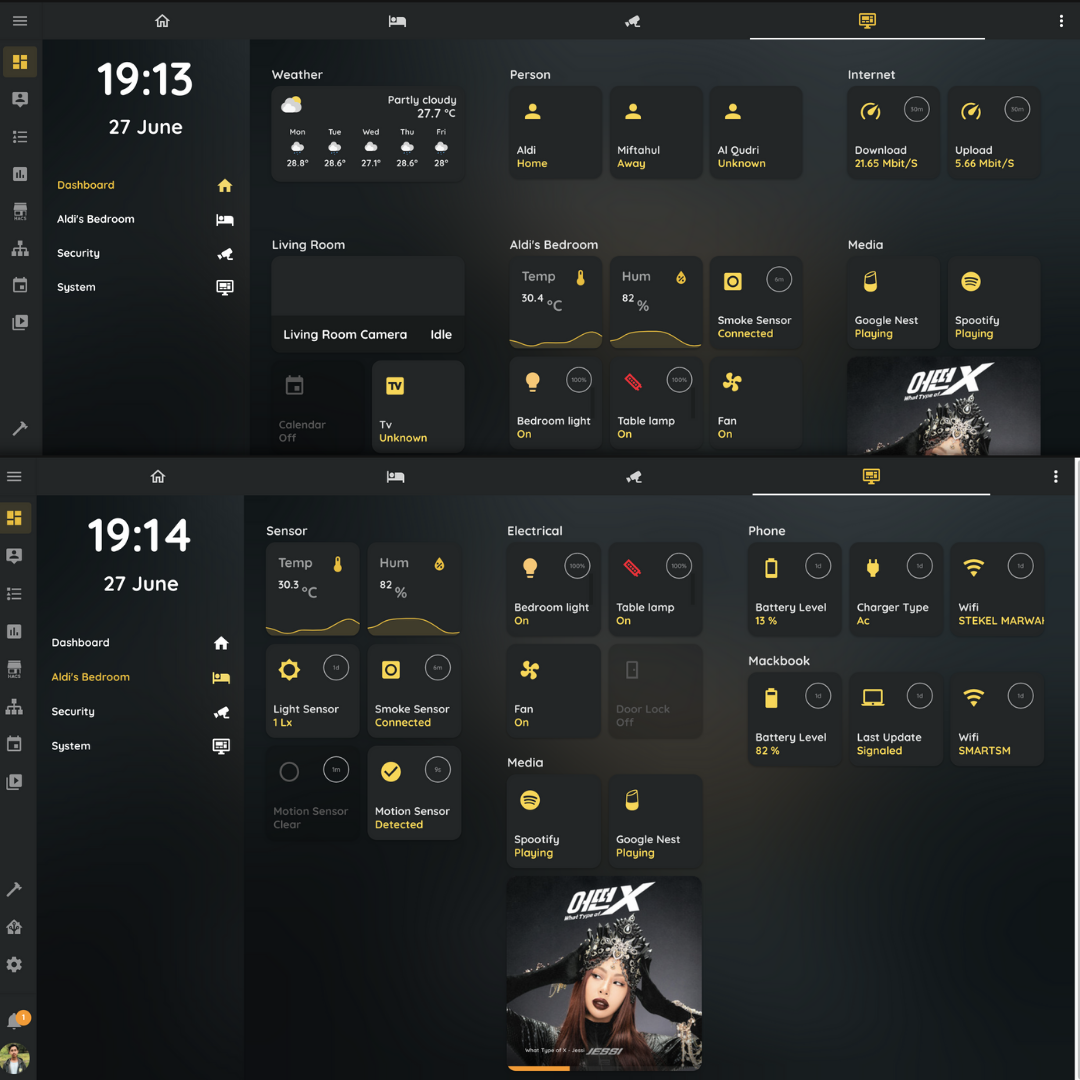 19:13
27 June
Dashboard
Aldi's Bedroom
Security
System
HACS
Weather
Partly cloudy
27.7 °C
Mon Tue Wed Thu Fri
28.8° 28.6° 27.1° 28.6° 28°
Person
Aldi
Home
Miftahul
Away
Al Qudri
Unknown
Internet
30m
Download
21.65 Mbit/S
30m
Upload
5.66 Mbit/S
Living Room
Living Room Camera Idle
Calendar
Off
TV
Tv
Unknown
Aldi's Bedroom
Temp
30.4 °C
Hum
82 %
6m
Smoke Sensor
Connected
100%
Bedroom light
On
100%
Table lamp
On
Fan
On
Media
Google Nest
Playing
Spootify
Playing
어떤X
What Type of X
19:14
27 June
Dashboard
Aldi's Bedroom
Security
System
HACS
1
Sensor
Temp
30.3 °C
Hum
82 %
1d
Light Sensor
1 Lx
6m
Smoke Sensor
Connected
1m
Motion Sensor
Clear
9s
Motion Sensor
Detected
Electrical
100%
Bedroom light
On
100%
Table lamp
On
Fan
On
Door Lock
Off
Media
Spootify
Playing
Google Nest
Playing
어떤X
What Type of X
What Type of X - Jessi
JESSI
Phone
1d
Battery Level
13 %
1d
Charger Type
Ac
1d
Wifi
STEKEL MARWAH
Mackbook
1d
Battery Level
82 %
1d
Last Update
Signaled
1d
Wifi
SMARTSM